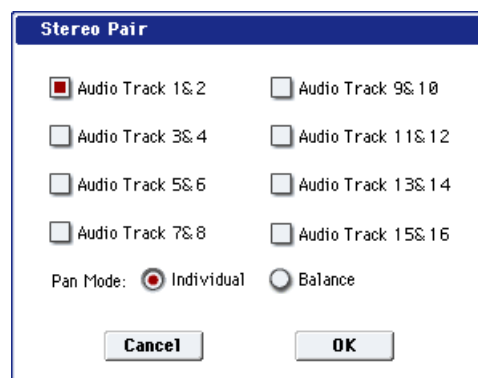 Stereo Pair
Audio Track 1&2
Audio Track 9&10
Audio Track 3&4
Audio Track 11&12
Audio Track 5&6
Audio Track 13&14
Audio Track 7&8
Audio Track 15&16
Pan Mode: Individual Balance
Cancel OK